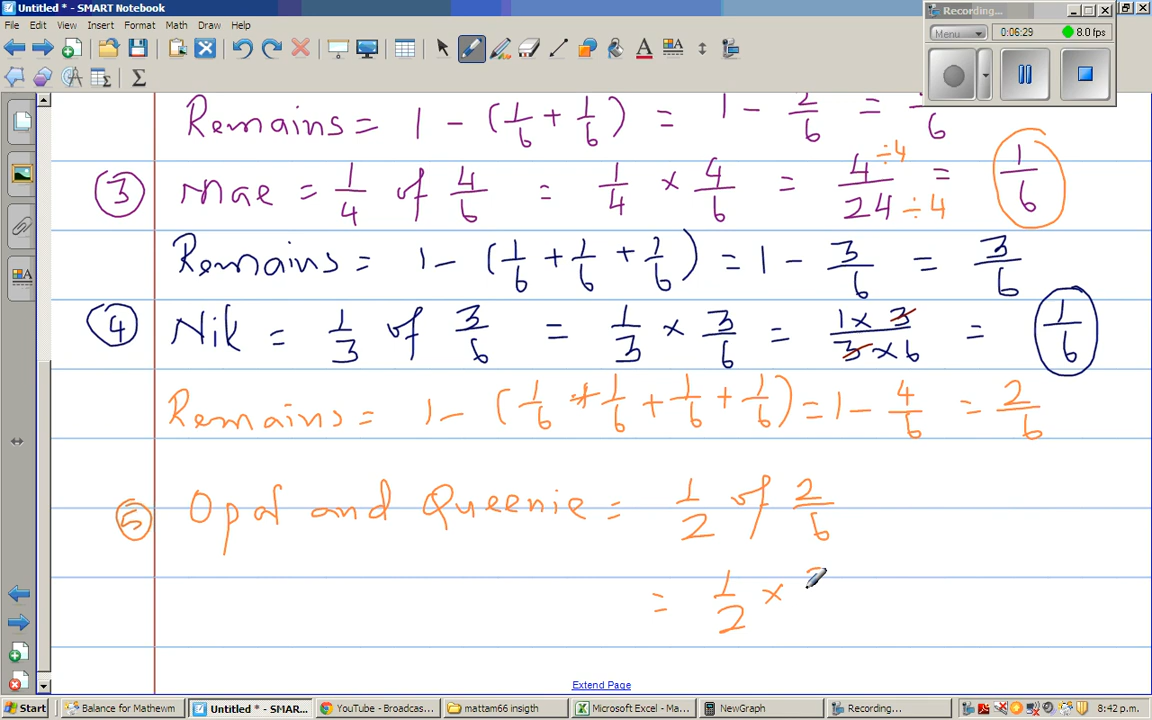 Untitled * - SMART Notebook
File Edit View Insert Format Math Draw Help
Recording...
Menu
0:06:29
8.0 fps
Remains = 1 - (1/6 + 1/6) = 1 - 2/6 = /6
③ Mae = 1/4 of 4/6 = 1/4 × 4/6 = 4÷4/24÷4 = 1/6
Remains = 1 - (1/6 + 1/6 + 1/6) = 1 - 3/6 = 3/6
④ Nik = 1/3 of 3/6 = 1/3 × 3/6 = 1×3/3×6 = 1/6
Remains = 1 - (1/6 + 1/6 + 1/6 + 1/6) = 1 - 4/6 = 2/6
⑤ Opal and Queenie = 1/2 of 2/6
= 1/2 ×
Extend Page
Start Balance for Mathewm Untitled * - SMAR... YouTube - Broadcas... mattam66 insigth Microsoft Excel - Ma... NewGraph Recording... 8:42 p.m.